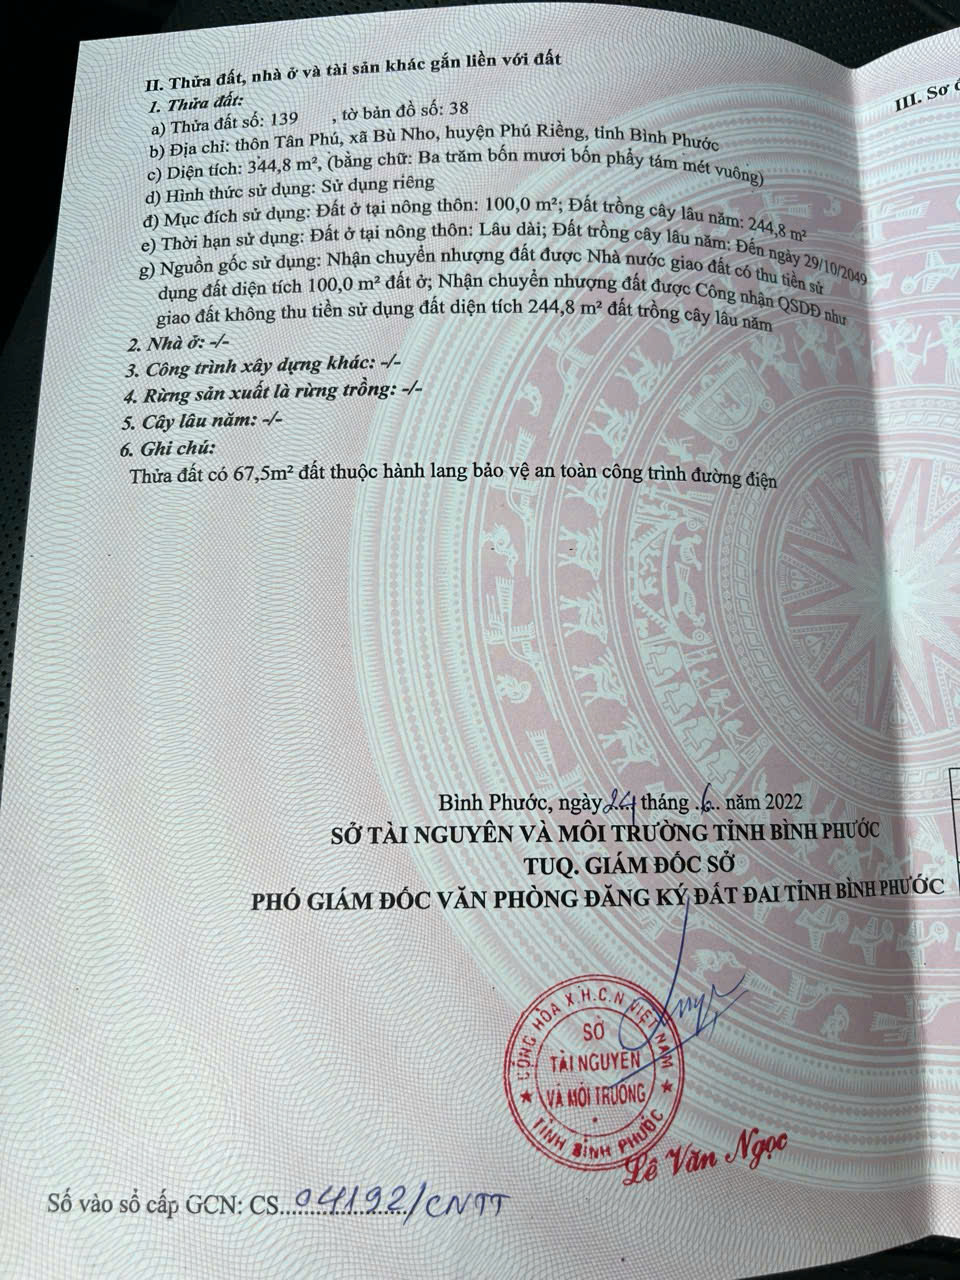 II. Thửa đất, nhà ở và tài sản khác gắn liền với đất
1. Thửa đất:
a) Thửa đất số: 139 , tờ bản đồ số: 38
b) Địa chỉ: thôn Tân Phú, xã Bù Nho, huyện Phú Riềng, tỉnh Bình Phước
c) Diện tích: 344,8 m², (bằng chữ: Ba trăm bốn mươi bốn phẩy tám mét vuông)
d) Hình thức sử dụng: Sử dụng riêng
đ) Mục đích sử dụng: Đất ở tại nông thôn: 100,0 m²; Đất trồng cây lâu năm: 244,8 m²
e) Thời hạn sử dụng: Đất ở tại nông thôn: Lâu dài; Đất trồng cây lâu năm: Đến ngày 29/10/2049
g) Nguồn gốc sử dụng: Nhận chuyển nhượng đất được Nhà nước giao đất có thu tiền sử
dụng đất diện tích 100,0 m² đất ở; Nhận chuyển nhượng đất được Công nhận QSDĐ như
giao đất không thu tiền sử dụng đất diện tích 244,8 m² đất trồng cây lâu năm
2. Nhà ở: -/-
3. Công trình xây dựng khác: -/-
4. Rừng sản xuất là rừng trồng: -/-
5. Cây lâu năm: -/-
6. Ghi chú:
Thửa đất có 67,5m² đất thuộc hành lang bảo vệ an toàn công trình đường điện
III. Sơ
Bình Phước, ngày 24 tháng 6 năm 2022
SỞ TÀI NGUYÊN VÀ MÔI TRƯỜNG TỈNH BÌNH PHƯỚC
TUQ. GIÁM ĐỐC SỞ
PHÓ GIÁM ĐỐC VĂN PHÒNG ĐĂNG KÝ ĐẤT ĐAI TỈNH BÌNH PHƯỚC
CỘNG HÒA X.H.C.N VIỆT NAM
SỞ
TÀI NGUYÊN
VÀ MÔI TRƯỜNG
TỈNH BÌNH PHƯỚC
Lê Văn Ngọc
Số vào sổ cấp GCN: CS 04192/CNTT